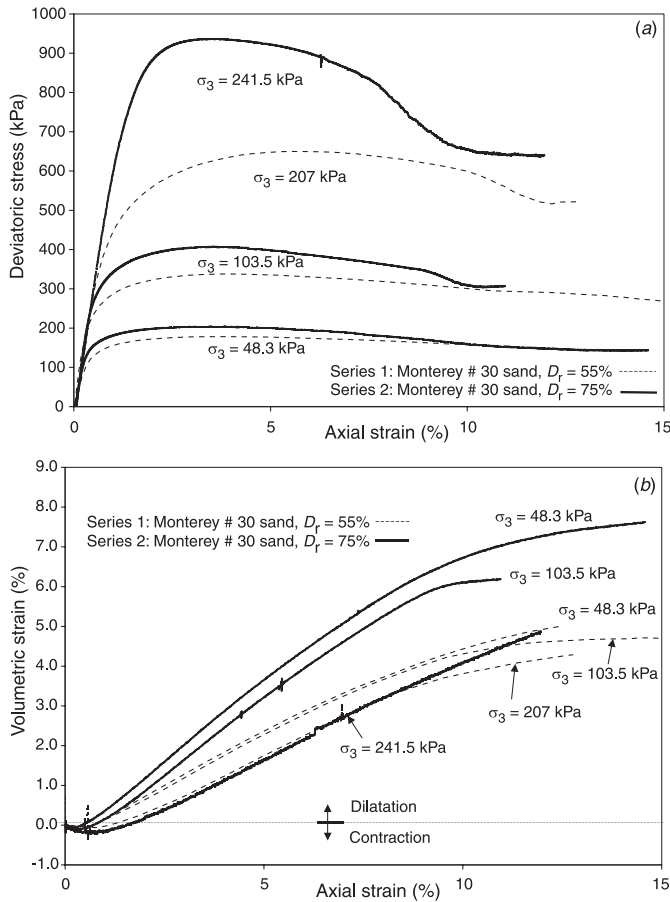 1000
900
800
700
600
500
400
300
200
100
0
Deviatoric stress (kPa)
(a)
σ3 = 241.5 kPa
σ3 = 207 kPa
σ3 = 103.5 kPa
σ3 = 48.3 kPa
Series 1: Monterey # 30 sand, Dr = 55%
Series 2: Monterey # 30 sand, Dr = 75%
0 5 10 15
Axial strain (%)
9.0
8.0
7.0
6.0
5.0
4.0
3.0
2.0
1.0
0.0
-1.0
Volumetric strain (%)
(b)
Series 1: Monterey # 30 sand, Dr = 55%
Series 2: Monterey # 30 sand, Dr = 75%
σ3 = 48.3 kPa
σ3 = 103.5 kPa
σ3 = 48.3 kPa
σ3 = 103.5 kPa
σ3 = 207 kPa
σ3 = 241.5 kPa
Dilatation
Contraction
0 5 10 15
Axial strain (%)